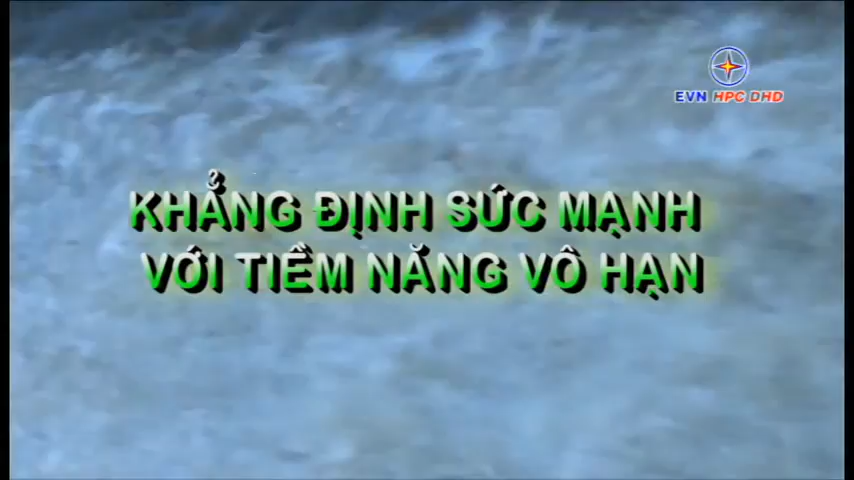 EVN HPC DHD
KHẲNG ĐỊNH SỨC MẠNH
VỚI TIỀM NĂNG VÔ HẠN